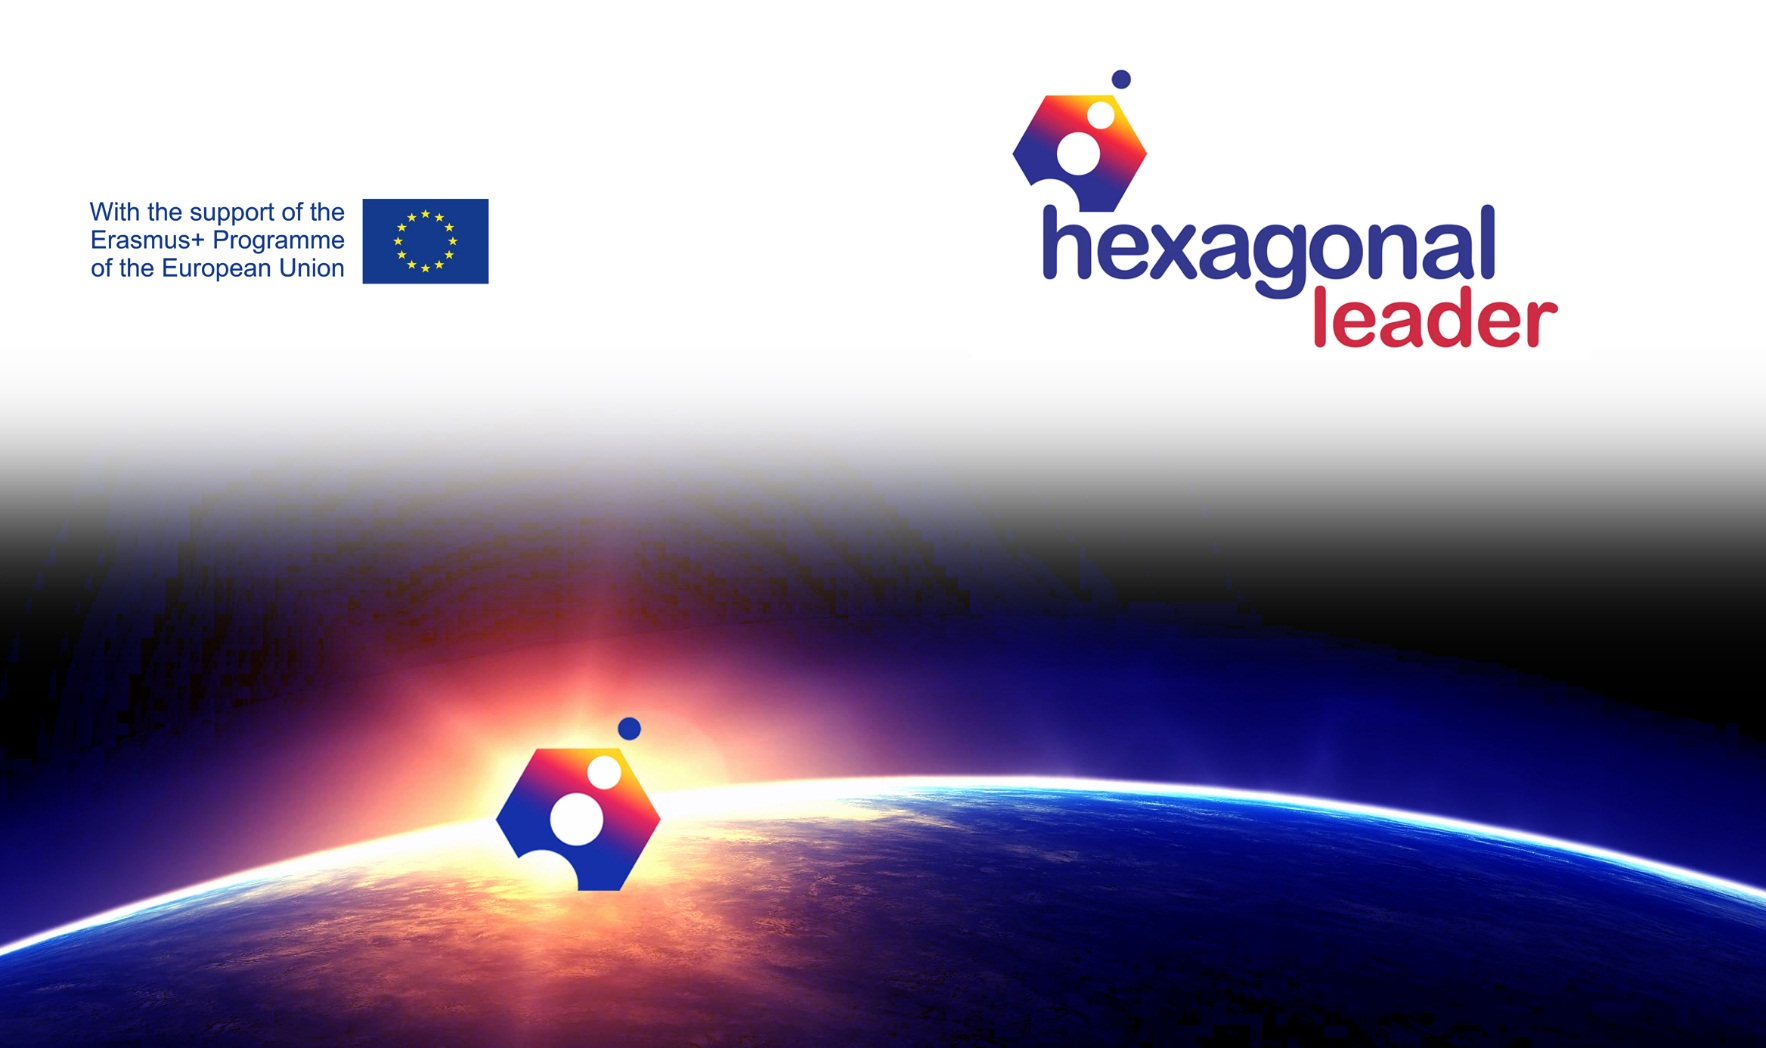 With the support of the
Erasmus+ Programme
of the European Union
hexagonal
leader